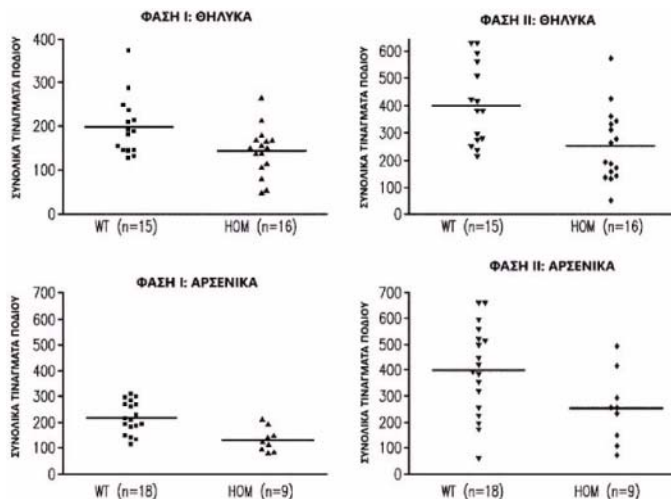 ΦΑΣΗ Ι: ΘΗΛΥΚΑ
ΣΥΝΟΛΙΚΑ ΤΙΝΑΓΜΑΤΑ ΠΟΔΙΟΥ
400
300
200
100
0
WT (n=15) HOM (n=16)
ΦΑΣΗ ΙΙ: ΘΗΛΥΚΑ
ΣΥΝΟΛΙΚΑ ΤΙΝΑΓΜΑΤΑ ΠΟΔΙΟΥ
600
500
400
300
200
100
0
WT (n=15) HOM (n=16)
ΦΑΣΗ Ι: ΑΡΣΕΝΙΚΑ
ΣΥΝΟΛΙΚΑ ΤΙΝΑΓΜΑΤΑ ΠΟΔΙΟΥ
700
600
500
400
300
200
100
0
WT (n=18) HOM (n=9)
ΦΑΣΗ ΙΙ: ΑΡΣΕΝΙΚΑ
ΣΥΝΟΛΙΚΑ ΤΙΝΑΓΜΑΤΑ ΠΟΔΙΟΥ
700
600
500
400
300
200
100
0
WT (n=18) HOM (n=9)